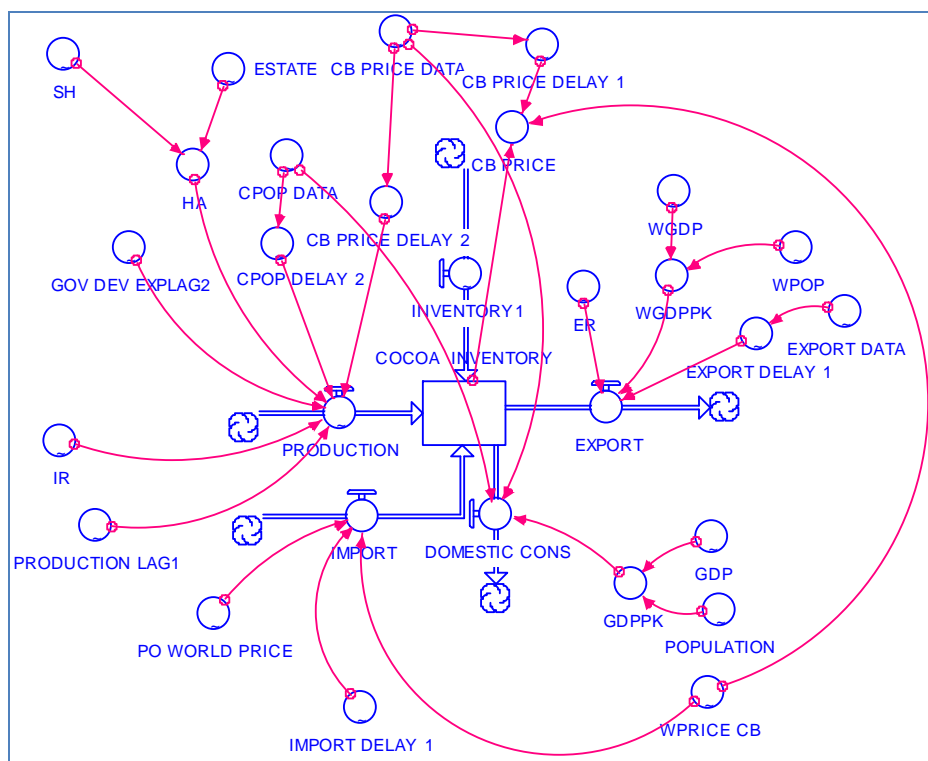 ESTATE
CB PRICE DATA
CB PRICE DELAY 1
SH
CB PRICE
CPOP DATA
HA
WGDP
CB PRICE DELAY 2
GOV DEV EXPLAG2
CPOP DELAY 2
WPOP
INVENTORY1
ER
WGDPPK
EXPORT DATA
COCOA INVENTORY
EXPORT DELAY 1
PRODUCTION
EXPORT
IR
IMPORT
DOMESTIC CONS
PRODUCTION LAG1
GDP
GDPPK
PO WORLD PRICE
POPULATION
WPRICE CB
IMPORT DELAY 1